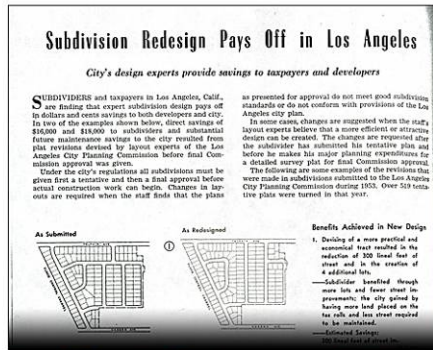 Subdivision Redesign Pays Off in Los Angeles
City's design experts provide savings to taxpayers and developers
SUBDIVIDERS and taxpayers in Los Angeles, Calif.,
are finding that expert subdivision design pays off
in dollars and cents savings to both developers and city.
In two of the examples shown below, direct savings of
$16,000 and $18,000 to subdividers and substantial
future maintenance savings to the city resulted from
plat revisions devised by layout experts of the Los
Angeles City Planning Commission before final Com-
mission approval was given.
Under the city's regulations all subdivisions must be
given first a tentative and then a final approval before
actual construction work can begin. Changes in lay-
outs are required when the staff finds that the plans
as presented for approval do not meet good subdivision
standards or do not conform with provisions of the Los
Angeles city plan.
In some cases, changes are suggested when the staff's
layout experts believe that a more efficient or attractive
design can be created. The changes are requested after
the subdivider has submitted his tentative plan and
before he makes his major planning expenditures for
a detailed survey plat for final Commission approval.
The following are some examples of the revisions that
were made in subdivisions submitted to the Los Angeles
City Planning Commission during 1953. Over 519 tenta-
tive plats were turned in that year.
As Submitted
1
As Redesigned
Benefits Achieved in New Design
1. Devising of a more practical and
economical tract resulted in the
reduction of 300 lineal feet of
street and in the creation of
4 additional lots.
—Subdivider benefited through
more lots and fewer street im-
provements; the city gained by
having more land placed on the
tax rolls and less street required
to be maintained.
—Estimated Savings:
300 lineal feet of street im-